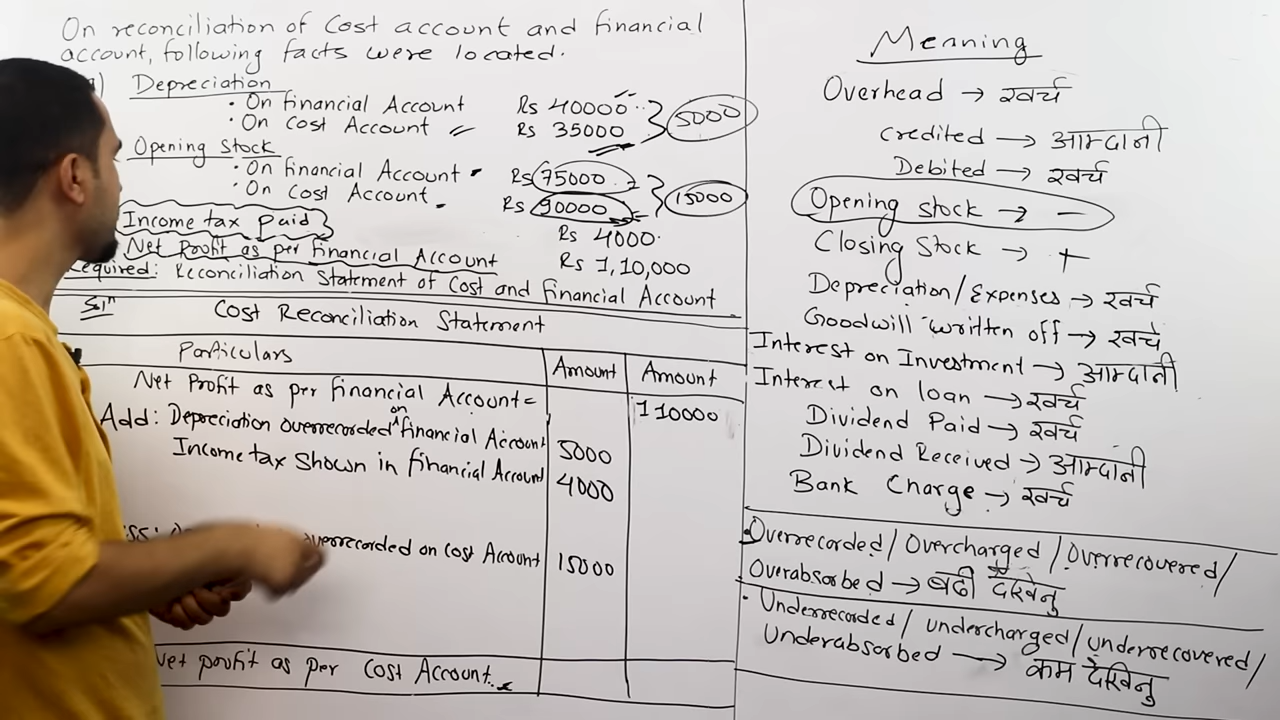 On reconciliation of Cost account and financial
account, following facts were located.
) Depreciation
• On financial Account Rs 40000
• On cost Account Rs 35000
5000
Opening stock
• On financial Account Rs 75000
• On cost Account Rs 90000
15000
Income tax paid Rs 4000
Net Profit as per financial Account Rs 1,10,000
Required: Reconciliation Statement of Cost and financial Account
Slⁿ
Cost Reconciliation Statement
Particulars Amount Amount
Net Profit as per financial Account = 110000
Add: Depreciation overrecorded on financial Account 5000
Income tax shown in financial Account 4000
overrecorded on cost Account 15000
Net profit as per Cost Account.
Meaning
Overhead → खर्च
Credited → आम्दानी
Debited → खर्च
Opening stock → −
Closing Stock → +
Depreciation/Expenses → खर्च
Goodwill written off → खर्च
Interest on Investment → आम्दानी
Interest on loan → खर्च
Dividend Paid → खर्च
Dividend Received → आम्दानी
Bank Charge → खर्च
• Overrecorded / Overcharged / Overrecovered /
Overabsorbed → बढी देखिनु
• Underrecorded / undercharged / underrecovered /
Underabsorbed → कम देखिनु